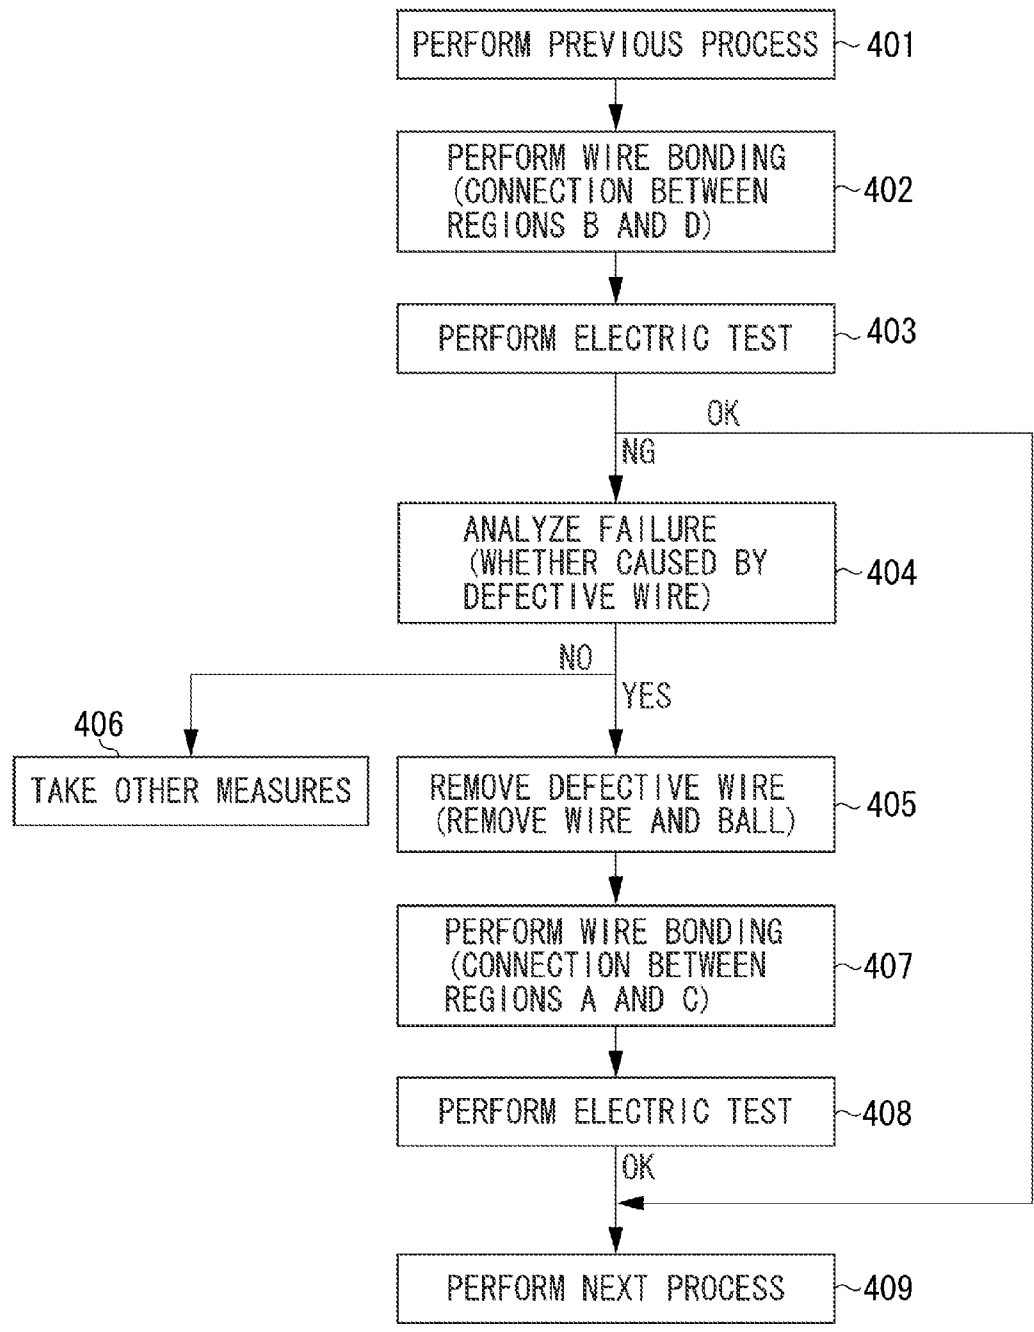 PERFORM PREVIOUS PROCESS
401
PERFORM WIRE BONDING
(CONNECTION BETWEEN
REGIONS B AND D)
402
PERFORM ELECTRIC TEST
403
OK
NG
ANALYZE FAILURE
(WHETHER CAUSED BY
DEFECTIVE WIRE)
404
NO
YES
406
TAKE OTHER MEASURES
REMOVE DEFECTIVE WIRE
(REMOVE WIRE AND BALL)
405
PERFORM WIRE BONDING
(CONNECTION BETWEEN
REGIONS A AND C)
407
PERFORM ELECTRIC TEST
408
OK
PERFORM NEXT PROCESS
409